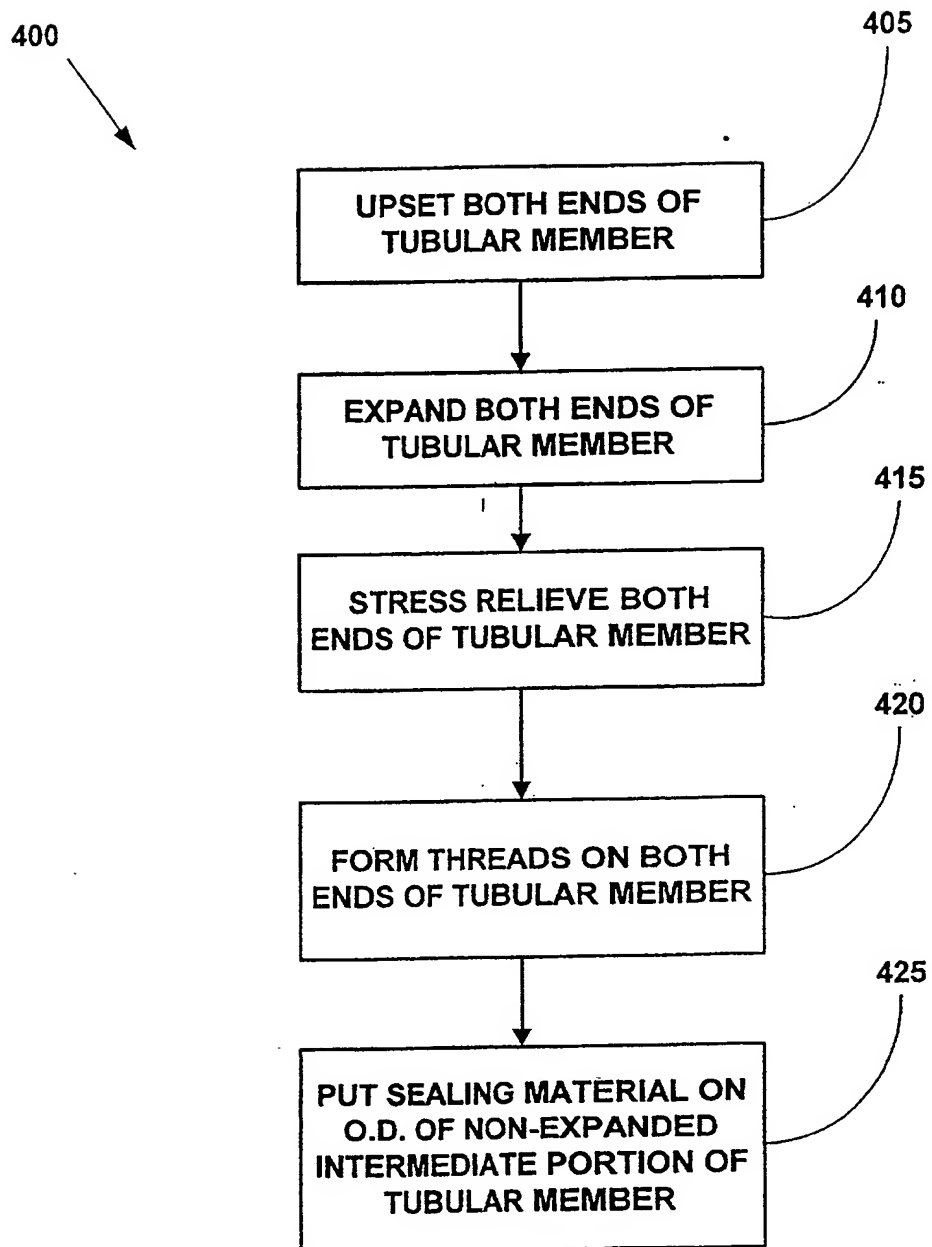 400
405
UPSET BOTH ENDS OF
TUBULAR MEMBER
410
EXPAND BOTH ENDS OF
TUBULAR MEMBER
415
STRESS RELIEVE BOTH
ENDS OF TUBULAR MEMBER
420
FORM THREADS ON BOTH
ENDS OF TUBULAR MEMBER
425
PUT SEALING MATERIAL ON
O.D. OF NON-EXPANDED
INTERMEDIATE PORTION OF
TUBULAR MEMBER